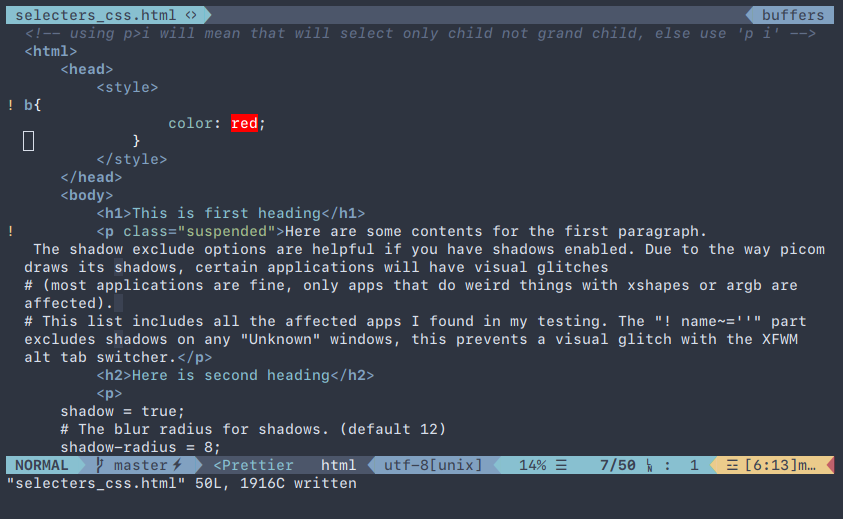 selecters_css.html <> buffers
<!-- using p>i will mean that will select only child not grand child, else use 'p i' -->
<html>
<head>
<style>
! b{
color: red;
}
</style>
</head>
<body>
<h1>This is first heading</h1>
! <p class="suspended">Here are some contents for the first paragraph.
The shadow exclude options are helpful if you have shadows enabled. Due to the way picom
draws its shadows, certain applications will have visual glitches
# (most applications are fine, only apps that do weird things with xshapes or argb are
affected).
# This list includes all the affected apps I found in my testing. The "! name~=''" part
excludes shadows on any "Unknown" windows, this prevents a visual glitch with the XFWM
alt tab switcher.</p>
<h2>Here is second heading</h2>
<p>
shadow = true;
# The blur radius for shadows. (default 12)
shadow-radius = 8;
NORMAL master⚡ <Prettier html utf-8[unix] 14% ☰ 7/50 ㏑ : 1 ☲ [6:13]m…
"selecters_css.html" 50L, 1916C written